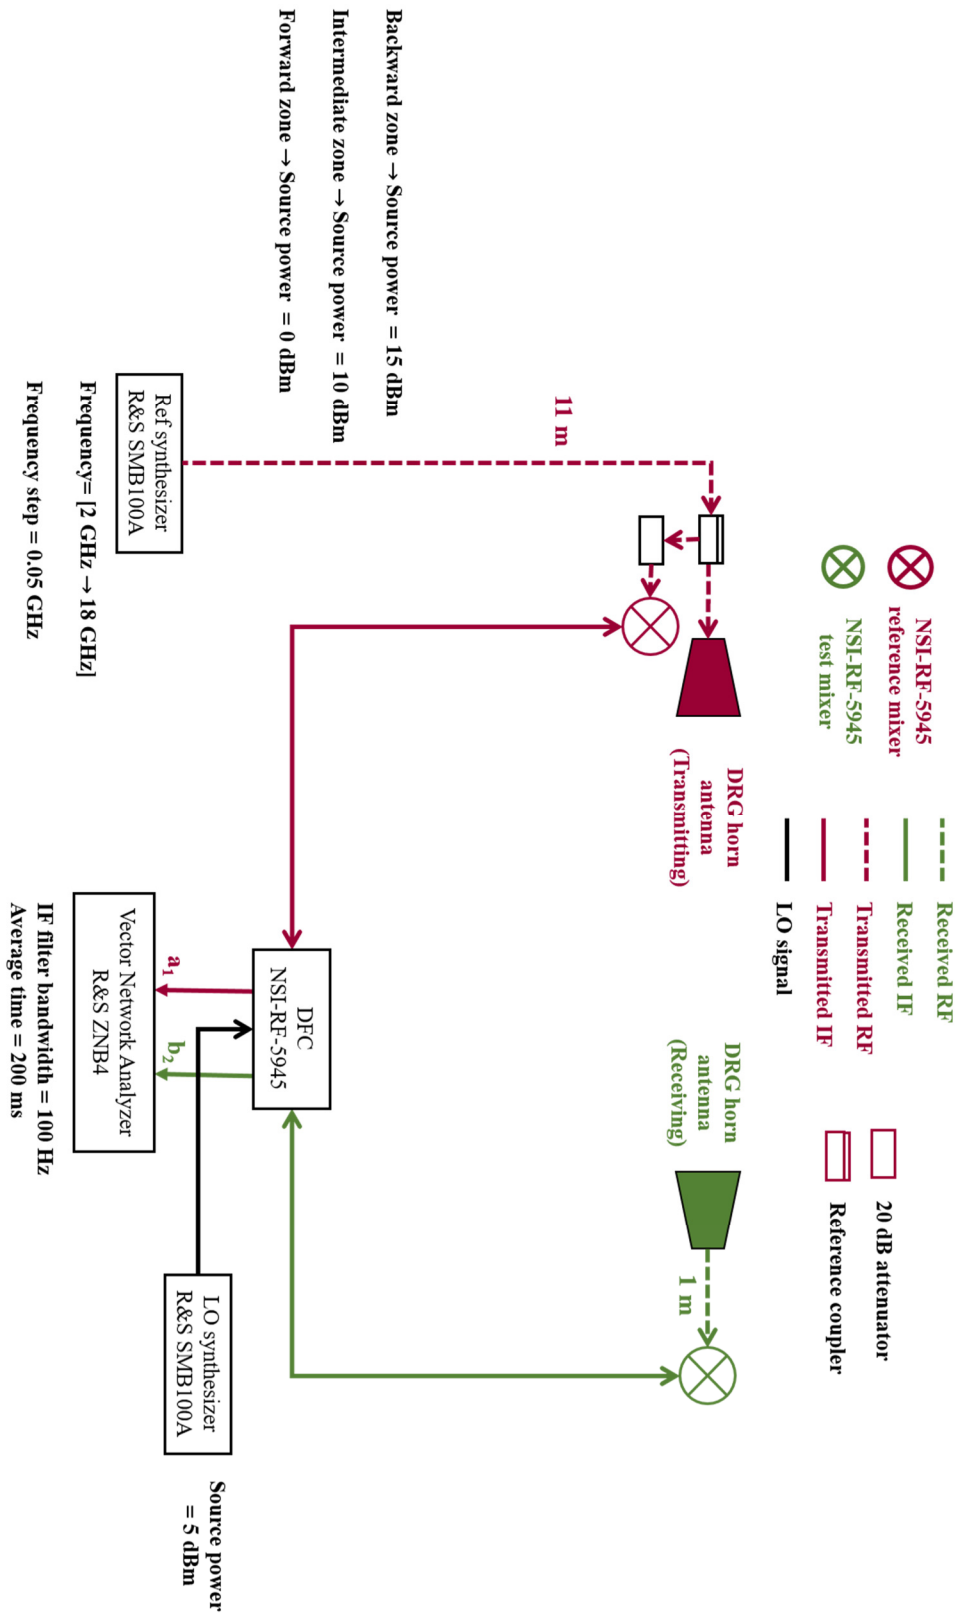 NSI-RF-5945
reference mixer
NSI-RF-5945
test mixer
Received RF
Received IF
Transmitted RF
Transmitted IF
LO signal
20 dB attenuator
Reference coupler
DRG horn
antenna
(Transmitting)
DRG horn
antenna
(Receiving)
11 m
1 m
Backward zone → Source power = 15 dBm
Intermediate zone → Source power = 10 dBm
Forward zone → Source power = 0 dBm
Ref synthesizer
R&S SMB100A
Frequency= [2 GHz → 18 GHz]
Frequency step = 0.05 GHz
DFC
NSI-RF-5945
a1
b2
Vector Network Analyzer
R&S ZNB4
IF filter bandwidth = 100 Hz
Average time = 200 ms
LO synthesizer
R&S SMB100A
Source power
= 5 dBm